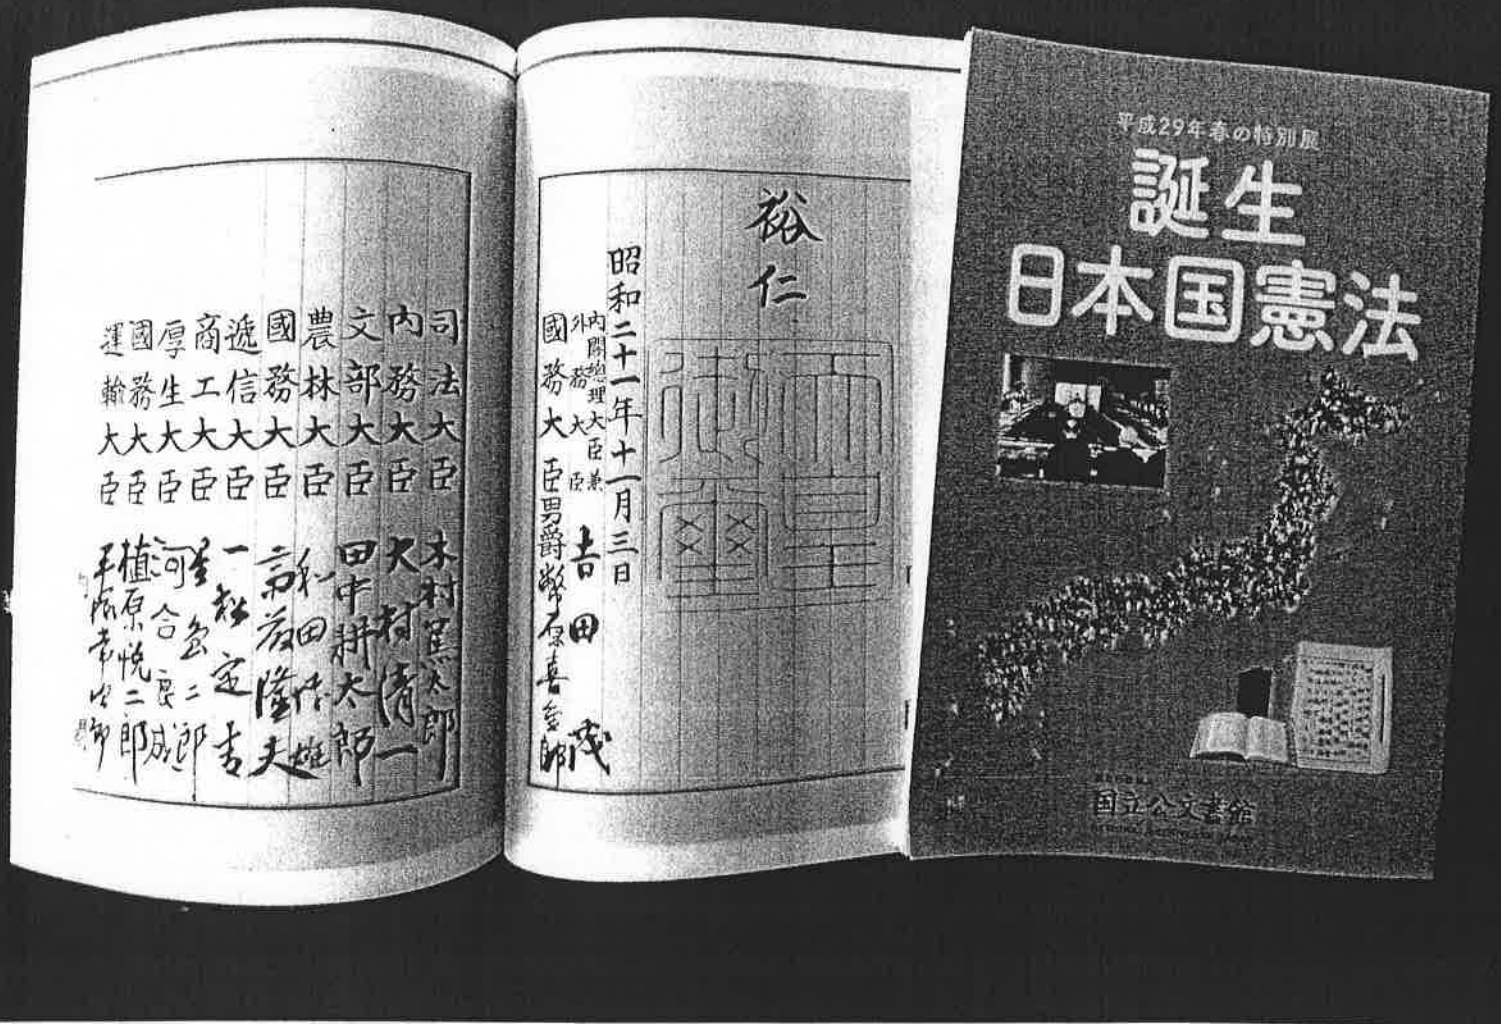 裕仁
天皇
御璽
昭和二十一年十一月三日
内閣總理大臣兼
外務大臣 吉田茂
國務大臣 男爵 幣原喜重郎
司法大臣 木村篤太郎
内務大臣 大村清一
文部大臣 田中耕太郎
農林大臣 和田博雄
國務大臣 斎藤隆夫
逓信大臣 一松定吉
商工大臣 星島二郎
厚生大臣 河合良成
國務大臣 植原悦二郎
運輸大臣 平塚常次郎
平成29年春の特別展
誕生
日本国憲法
国立公文書館